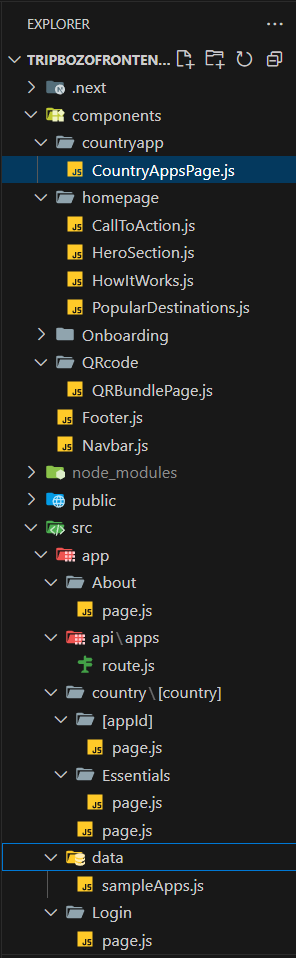 EXPLORER
TRIPBOZOFRONTEN...
.next
components
countryapp
CountryAppsPage.js
homepage
CallToAction.js
HeroSection.js
HowItWorks.js
PopularDestinations.js
Onboarding
QRcode
QRBundlePage.js
Footer.js
Navbar.js
node_modules
public
src
app
About
page.js
api\apps
route.js
country\[country]
[appId]
page.js
Essentials
page.js
page.js
data
sampleApps.js
Login
page.js